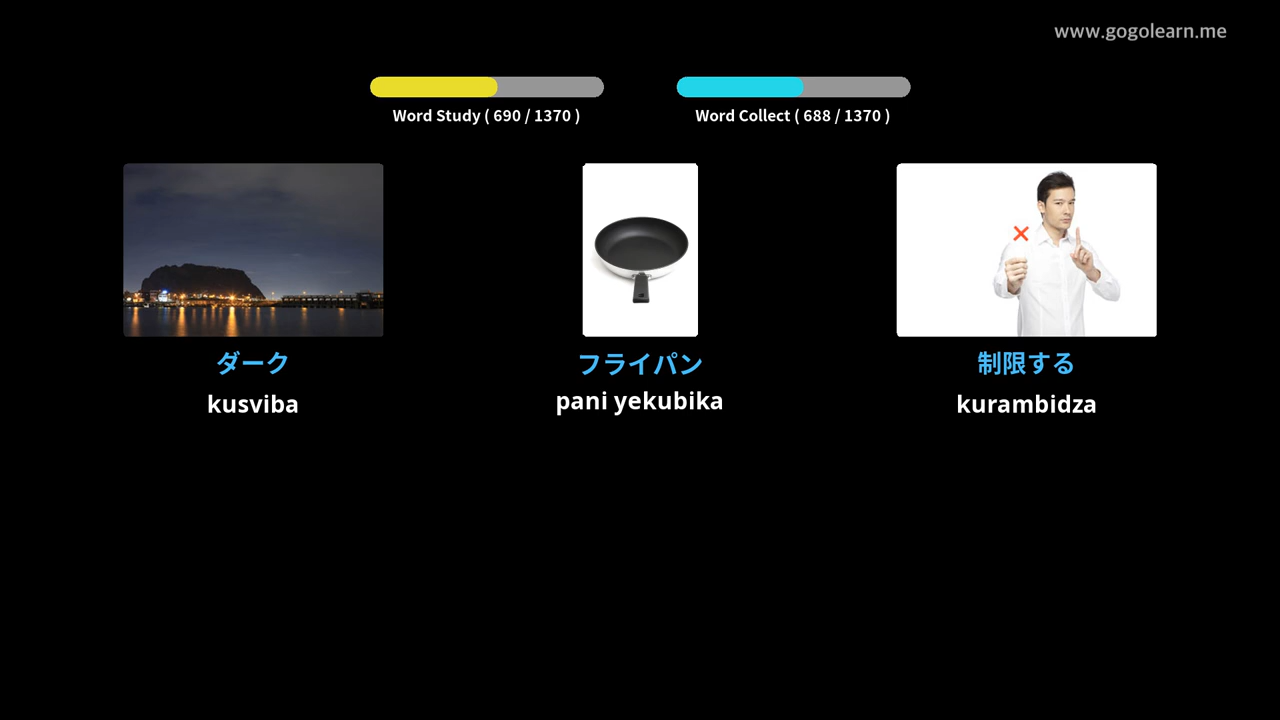 www.gogolearn.me
Word Study ( 690 / 1370 )
Word Collect ( 688 / 1370 )
ダーク
フライパン
制限する
kusviba
pani yekubika
kurambidza